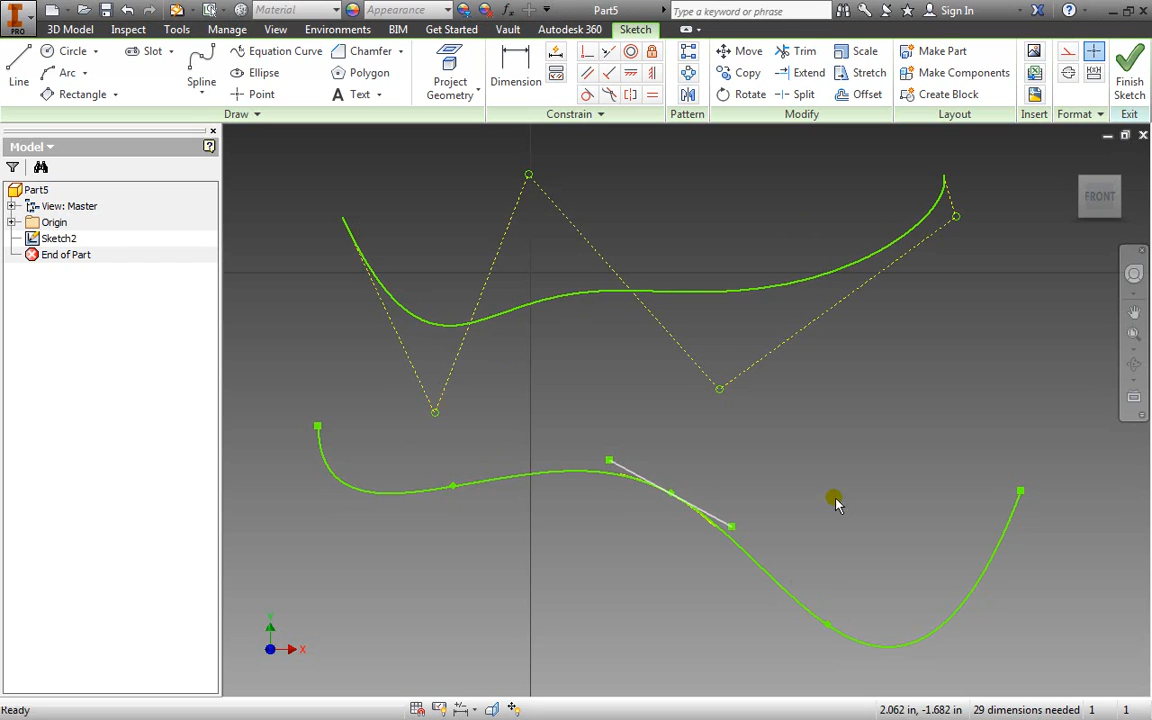 Material
Appearance
Part5
Type a keyword or phrase
Sign In
PRO
3D Model
Inspect
Tools
Manage
View
Environments
BIM
Get Started
Vault
Autodesk 360
Sketch
Line
Circle
Arc
Rectangle
Slot
Spline
Equation Curve
Ellipse
Point
Chamfer
Polygon
Text
Project
Geometry
Dimension
Move
Copy
Rotate
Trim
Extend
Split
Scale
Stretch
Offset
Make Part
Make Components
Create Block
Finish
Sketch
Draw
Constrain
Pattern
Modify
Layout
Insert
Format
Exit
Model
Part5
View: Master
Origin
Sketch2
End of Part
FRONT
Y
X
Ready
2.062 in, -1.682 in
29 dimensions needed
1
1